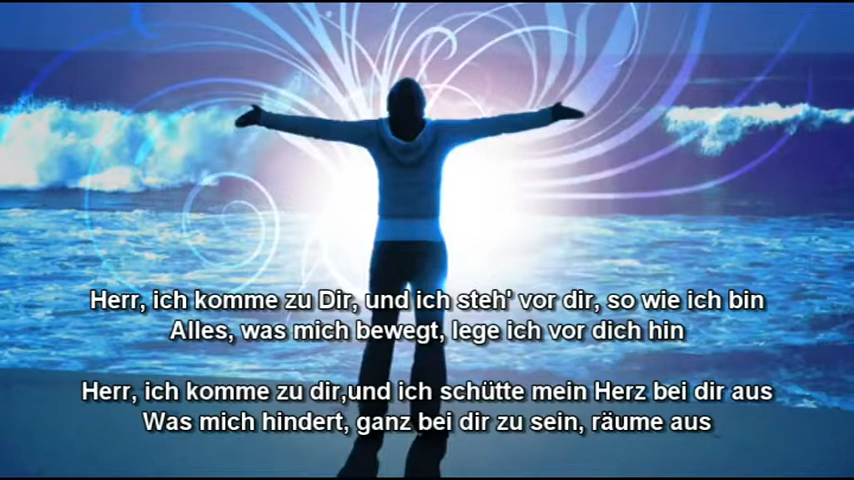 Herr, ich komme zu Dir, und ich steh' vor dir, so wie ich bin
Alles, was mich bewegt, lege ich vor dich hin
Herr, ich komme zu dir,und ich schütte mein Herz bei dir aus
Was mich hindert, ganz bei dir zu sein, räume aus